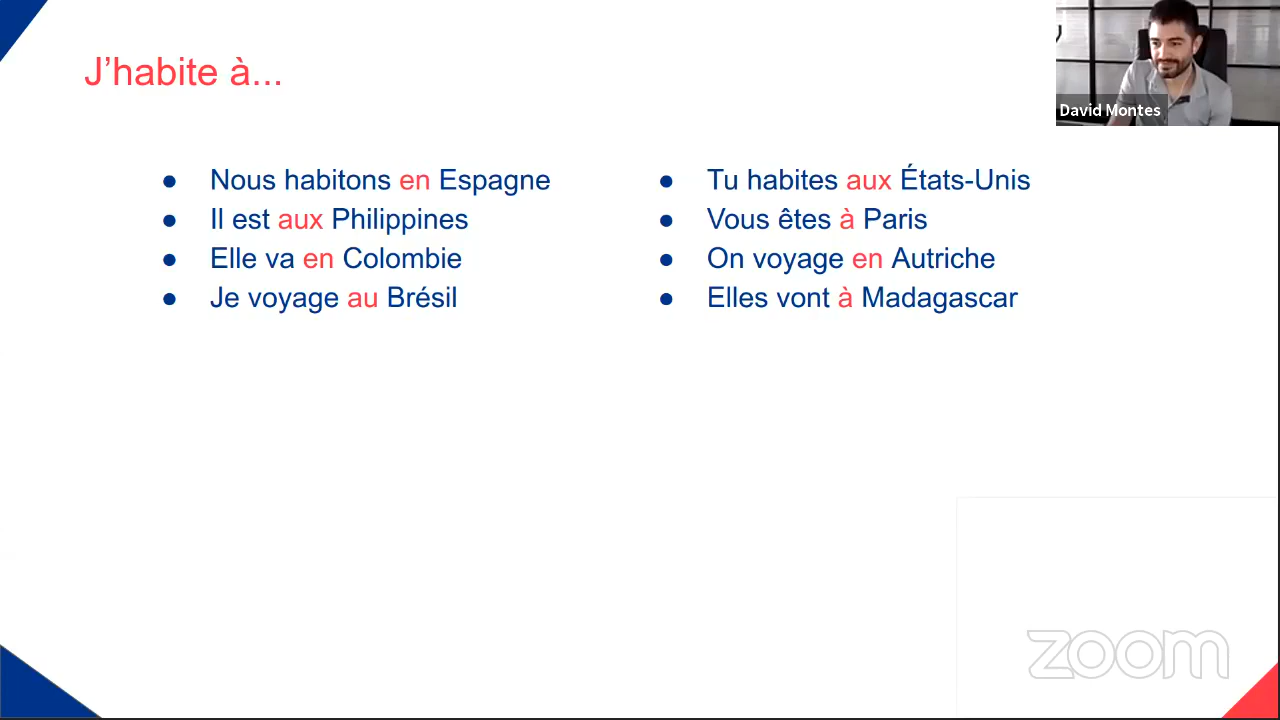 J'habite à...
David Montes
● Nous habitons en Espagne
● Il est aux Philippines
● Elle va en Colombie
● Je voyage au Brésil
● Tu habites aux États-Unis
● Vous êtes à Paris
● On voyage en Autriche
● Elles vont à Madagascar
zoom